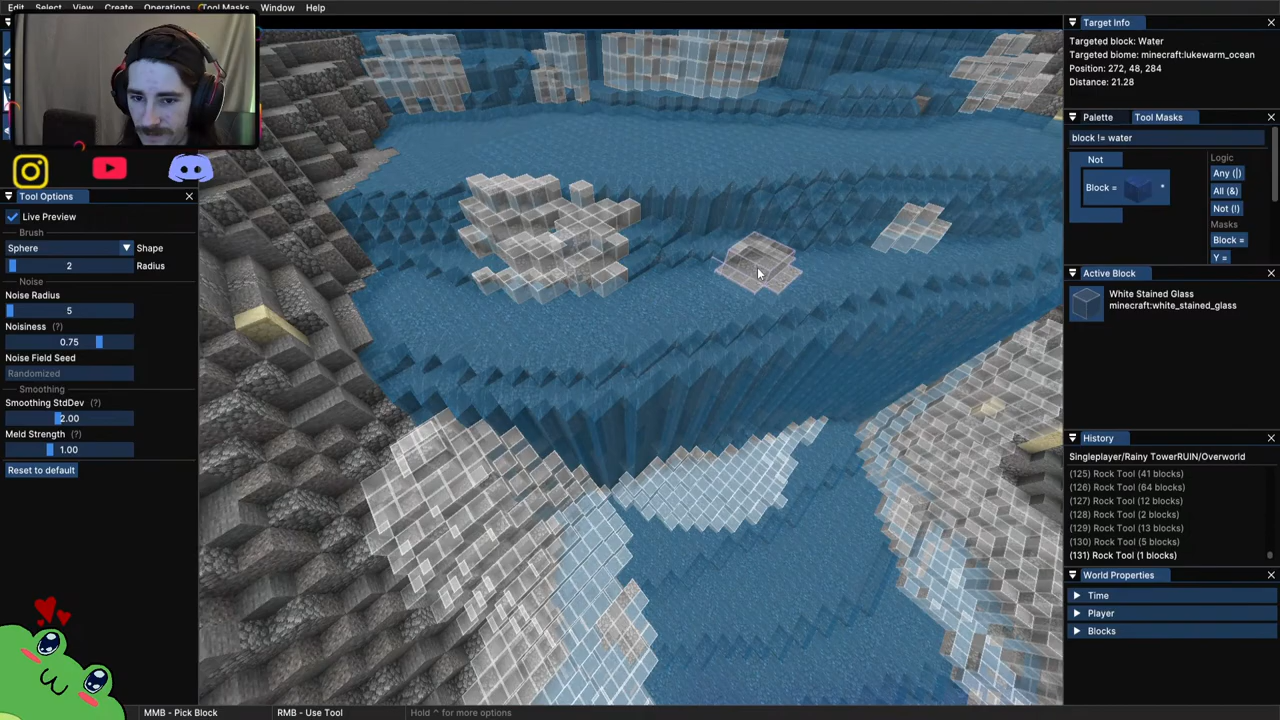 Edit Select View Create Operations Tool Masks Window Help
Tool Options
Live Preview
Brush
Sphere Shape
2 Radius
Noise
Noise Radius
5
Noisiness (?)
0.75
Noise Field Seed
Randomized
Smoothing
Smoothing StdDev (?)
2.00
Meld Strength (?)
1.00
Reset to default
Target Info
Targeted block: Water
Targeted biome: minecraft:lukewarm_ocean
Position: 272, 48, 284
Distance: 21.28
Palette Tool Masks
block != water
Not
Block = *
Logic
Any (|)
All (&)
Not (!)
Masks
Block =
Y =
Active Block
White Stained Glass
minecraft:white_stained_glass
History
Singleplayer/Rainy TowerRUIN/Overworld
(125) Rock Tool (41 blocks)
(126) Rock Tool (64 blocks)
(127) Rock Tool (12 blocks)
(128) Rock Tool (2 blocks)
(129) Rock Tool (13 blocks)
(130) Rock Tool (5 blocks)
(131) Rock Tool (1 blocks)
World Properties
Time
Player
Blocks
MMB - Pick Block RMB - Use Tool Hold ^ for more options